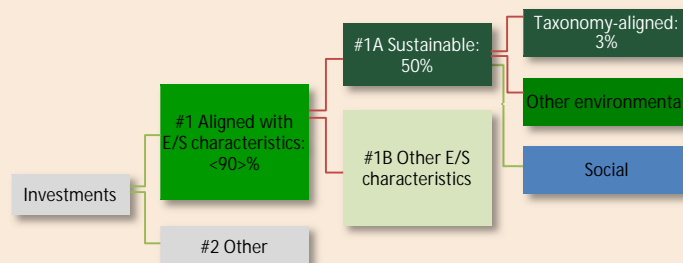 Investments
#1 Aligned with
E/S characteristics:
<90>%
#2 Other
#1A Sustainable:
50%
#1B Other E/S
characteristics
Taxonomy-aligned:
3%
Other environmenta
Social